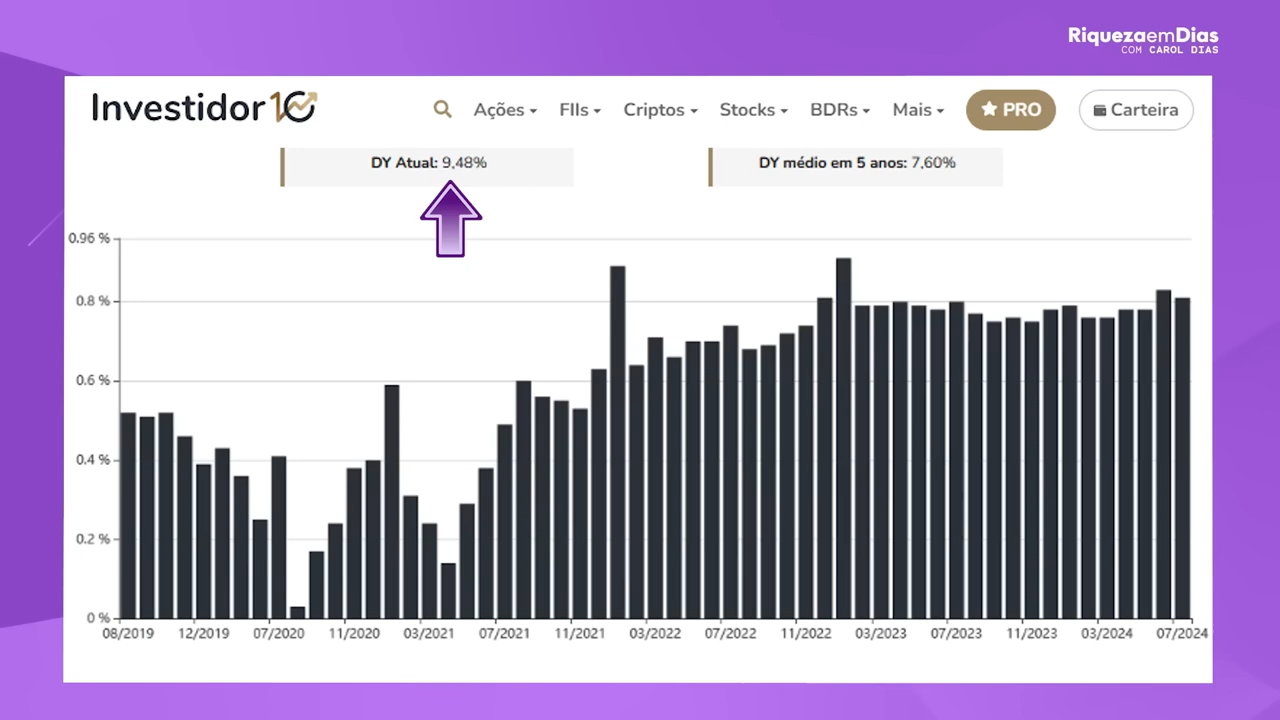 RiquezaemDias
COM CAROL DIAS
Investidor10
Ações
FIIs
Criptos
Stocks
BDRs
Mais
PRO
Carteira
DY Atual: 9,48%
DY médio em 5 anos: 7,60%
0.96 %
0.8 %
0.6 %
0.4 %
0.2 %
0 %
08/2019
12/2019
07/2020
11/2020
03/2021
07/2021
11/2021
03/2022
07/2022
11/2022
03/2023
07/2023
11/2023
03/2024
07/2024